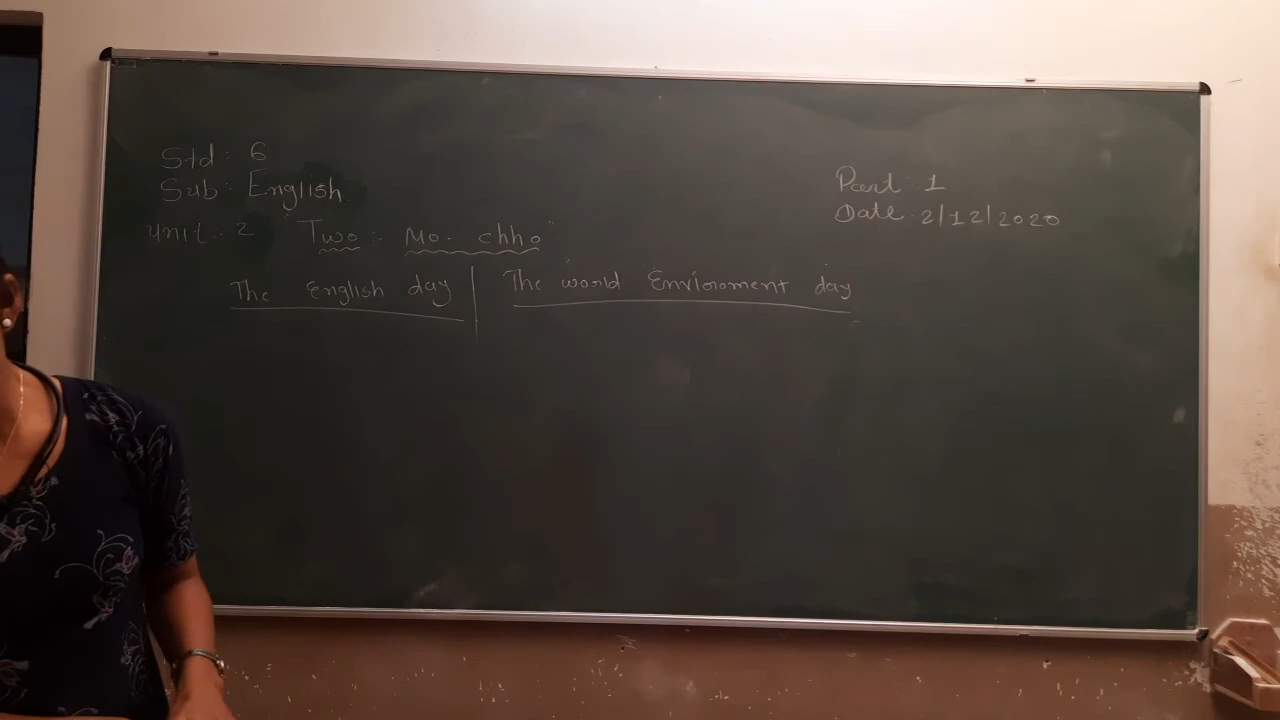 Std : 6
Sub : English
Part : 1
Date : 2/12/2020
Unit : 2 "Two : Mo. chho"
The English day | The world Enviroment day